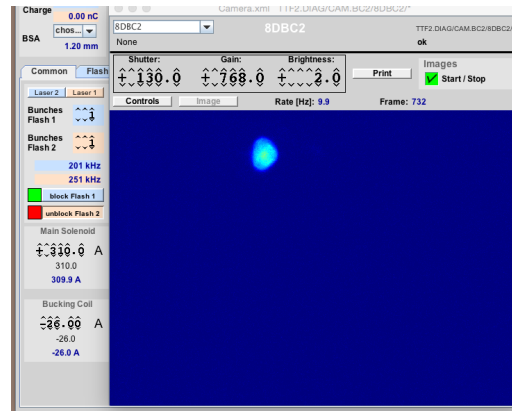 Charge
0.00 nC
chos...
BSA
1.20 mm
Common Flash
Laser 2 Laser 1
Bunches
Flash 1
1
Bunches
Flash 2
1
201 kHz
251 kHz
block Flash 1
unblock Flash 2
Main Solenoid
+310.0 A
310.0
309.9 A
Bucking Coil
-26.00 A
-26.0
-26.0 A
Camera.xml TTF2.DIAG/CAM.BC2/8DBC2/*
8DBC2
8DBC2
TTF2.DIAG/CAM.BC2/8DBC2/
None
ok
Shutter: Gain: Brightness:
+130.0 +768.0 +2.0
Print
Images
Start / Stop
Controls Image Rate [Hz]: 9.9 Frame: 732